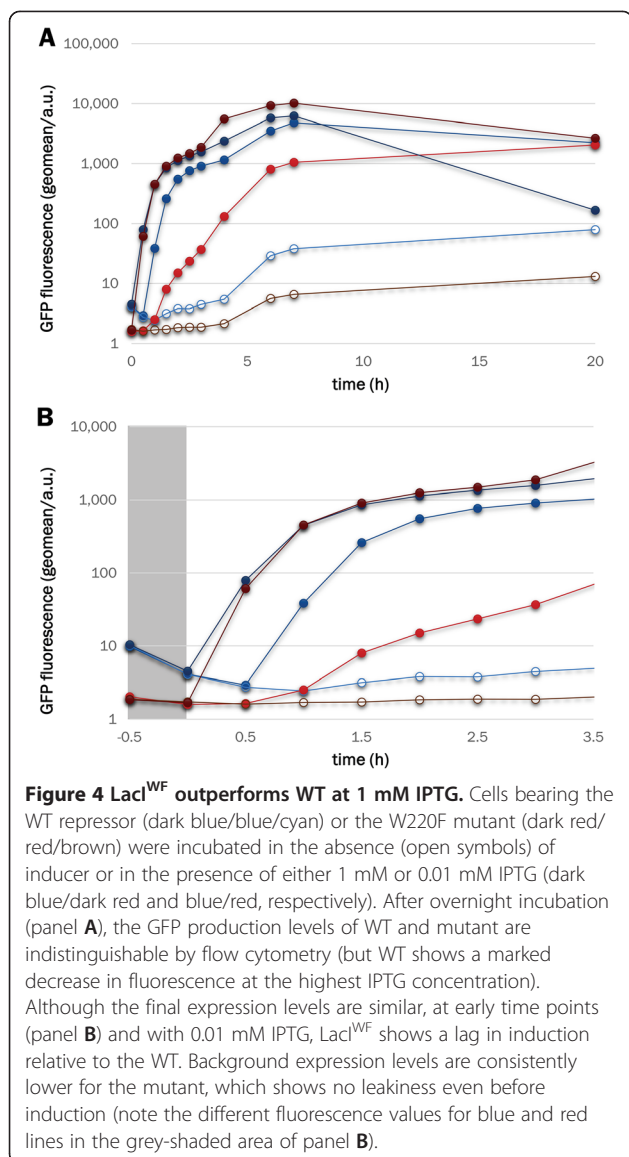 A
100,000
10,000
1,000
100
10
1
GFP fluorescence (geomean/a.u.)
0 5 10 15 20
time (h)
B
10,000
1,000
100
10
1
GFP fluorescence (geomean/a.u.)
-0.5 0.5 1.5 2.5 3.5
time (h)
Figure 4 LacI^WF outperforms WT at 1 mM IPTG. Cells bearing the
WT repressor (dark blue/blue/cyan) or the W220F mutant (dark red/
red/brown) were incubated in the absence (open symbols) of
inducer or in the presence of either 1 mM or 0.01 mM IPTG (dark
blue/dark red and blue/red, respectively). After overnight incubation
(panel A), the GFP production levels of WT and mutant are
indistinguishable by flow cytometry (but WT shows a marked
decrease in fluorescence at the highest IPTG concentration).
Although the final expression levels are similar, at early time points
(panel B) and with 0.01 mM IPTG, LacI^WF shows a lag in induction
relative to the WT. Background expression levels are consistently
lower for the mutant, which shows no leakiness even before
induction (note the different fluorescence values for blue and red
lines in the grey-shaded area of panel B).